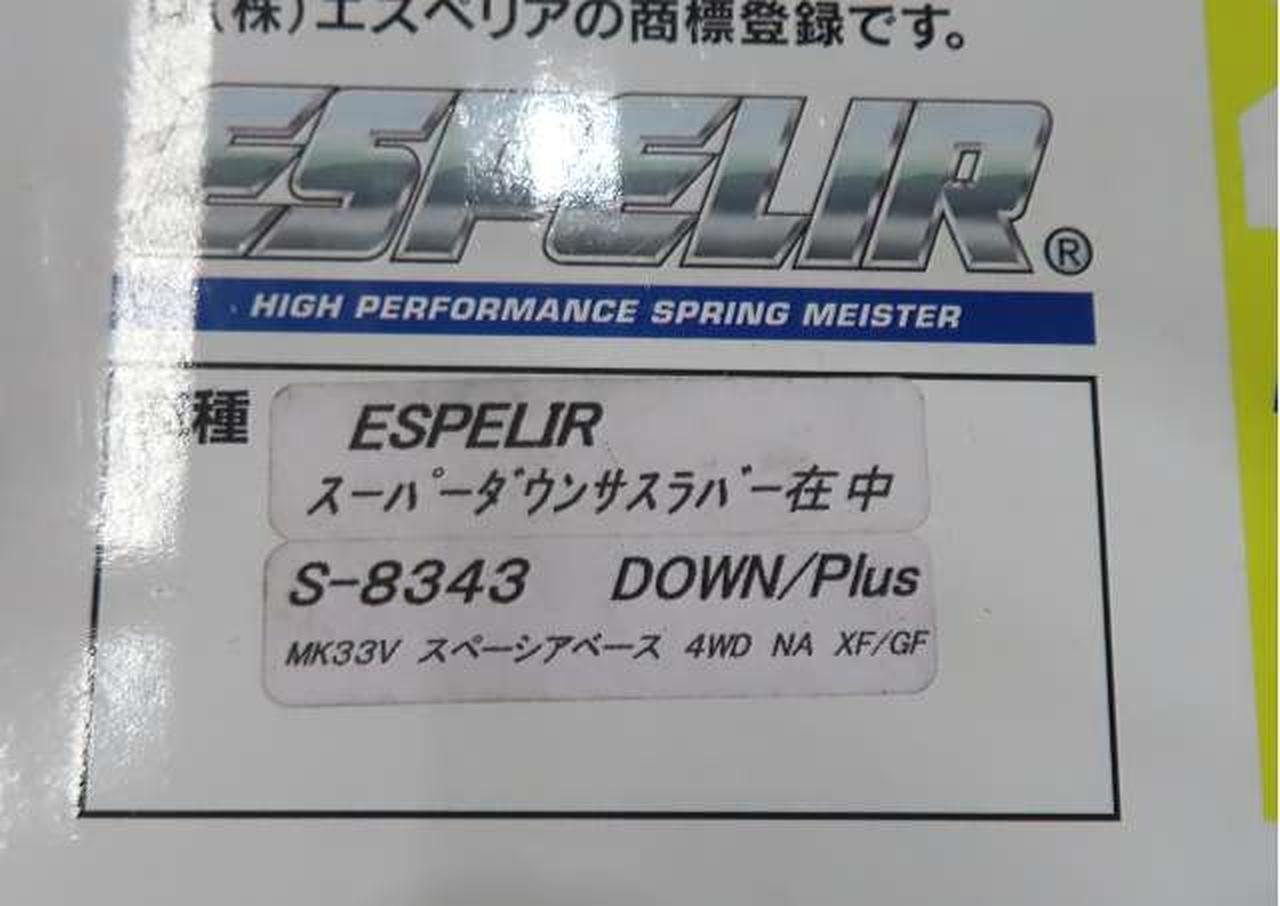 (株)エスペリアの商標登録です。
ESPELIR®
HIGH PERFORMANCE SPRING MEISTER
種
ESPELIR
スーパーダウンサスラバー在中
S-8343 DOWN/Plus
MK33V スペーシアベース 4WD NA XF/GF